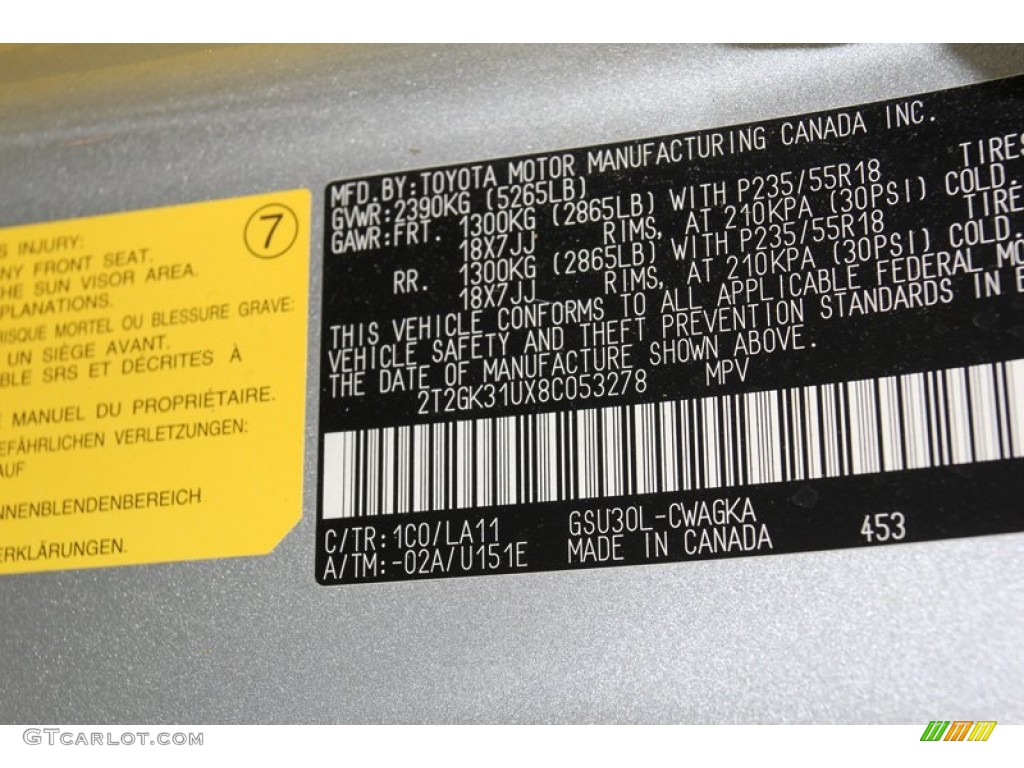 S INJURY:
NY FRONT SEAT.
HE SUN VISOR AREA.
PLANATIONS.
RISQUE MORTEL OU BLESSURE GRAVE:
UN SIÈGE AVANT.
BLE SRS ET DÉCRITES À
E MANUEL DU PROPRIÉTAIRE.
EFÄHRLICHEN VERLETZUNGEN:
AUF
NNENBLENDENBEREICH
ERKLÄRUNGEN.
7
MFD.BY:TOYOTA MOTOR MANUFACTURING CANADA INC.
GVWR:2390KG (5265LB)
GAWR:FRT. 1300KG (2865LB) WITH P235/55R18 TIRES
18X7JJ RIMS, AT 210KPA (30PSI) COLD.
RR. 1300KG (2865LB) WITH P235/55R18 TIRE
18X7JJ RIMS, AT 210KPA (30PSI) COLD.
THIS VEHICLE CONFORMS TO ALL APPLICABLE FEDERAL MO
VEHICLE SAFETY AND THEFT PREVENTION STANDARDS IN E
THE DATE OF MANUFACTURE SHOWN ABOVE.
2T2GK31UX8C053278 MPV
C/TR:1C0/LA11 GSU30L-CWAGKA 453
A/TM:-02A/U151E MADE IN CANADA
GTCarlot.com